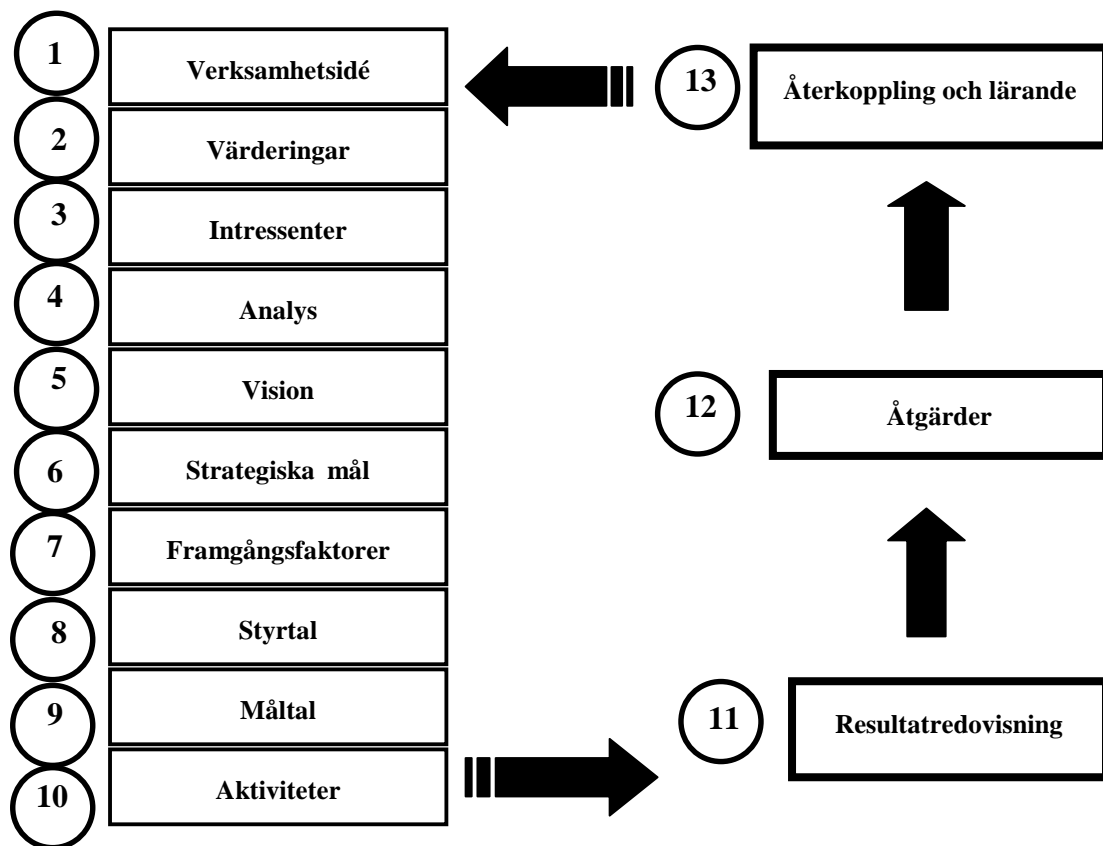 1
Verksamhetsidé
2
Värderingar
3
Intressenter
4
Analys
5
Vision
6
Strategiska mål
7
Framgångsfaktorer
8
Styrtal
9
Måltal
10
Aktiviteter
11
Resultatredovisning
12
Åtgärder
13
Återkoppling och lärande